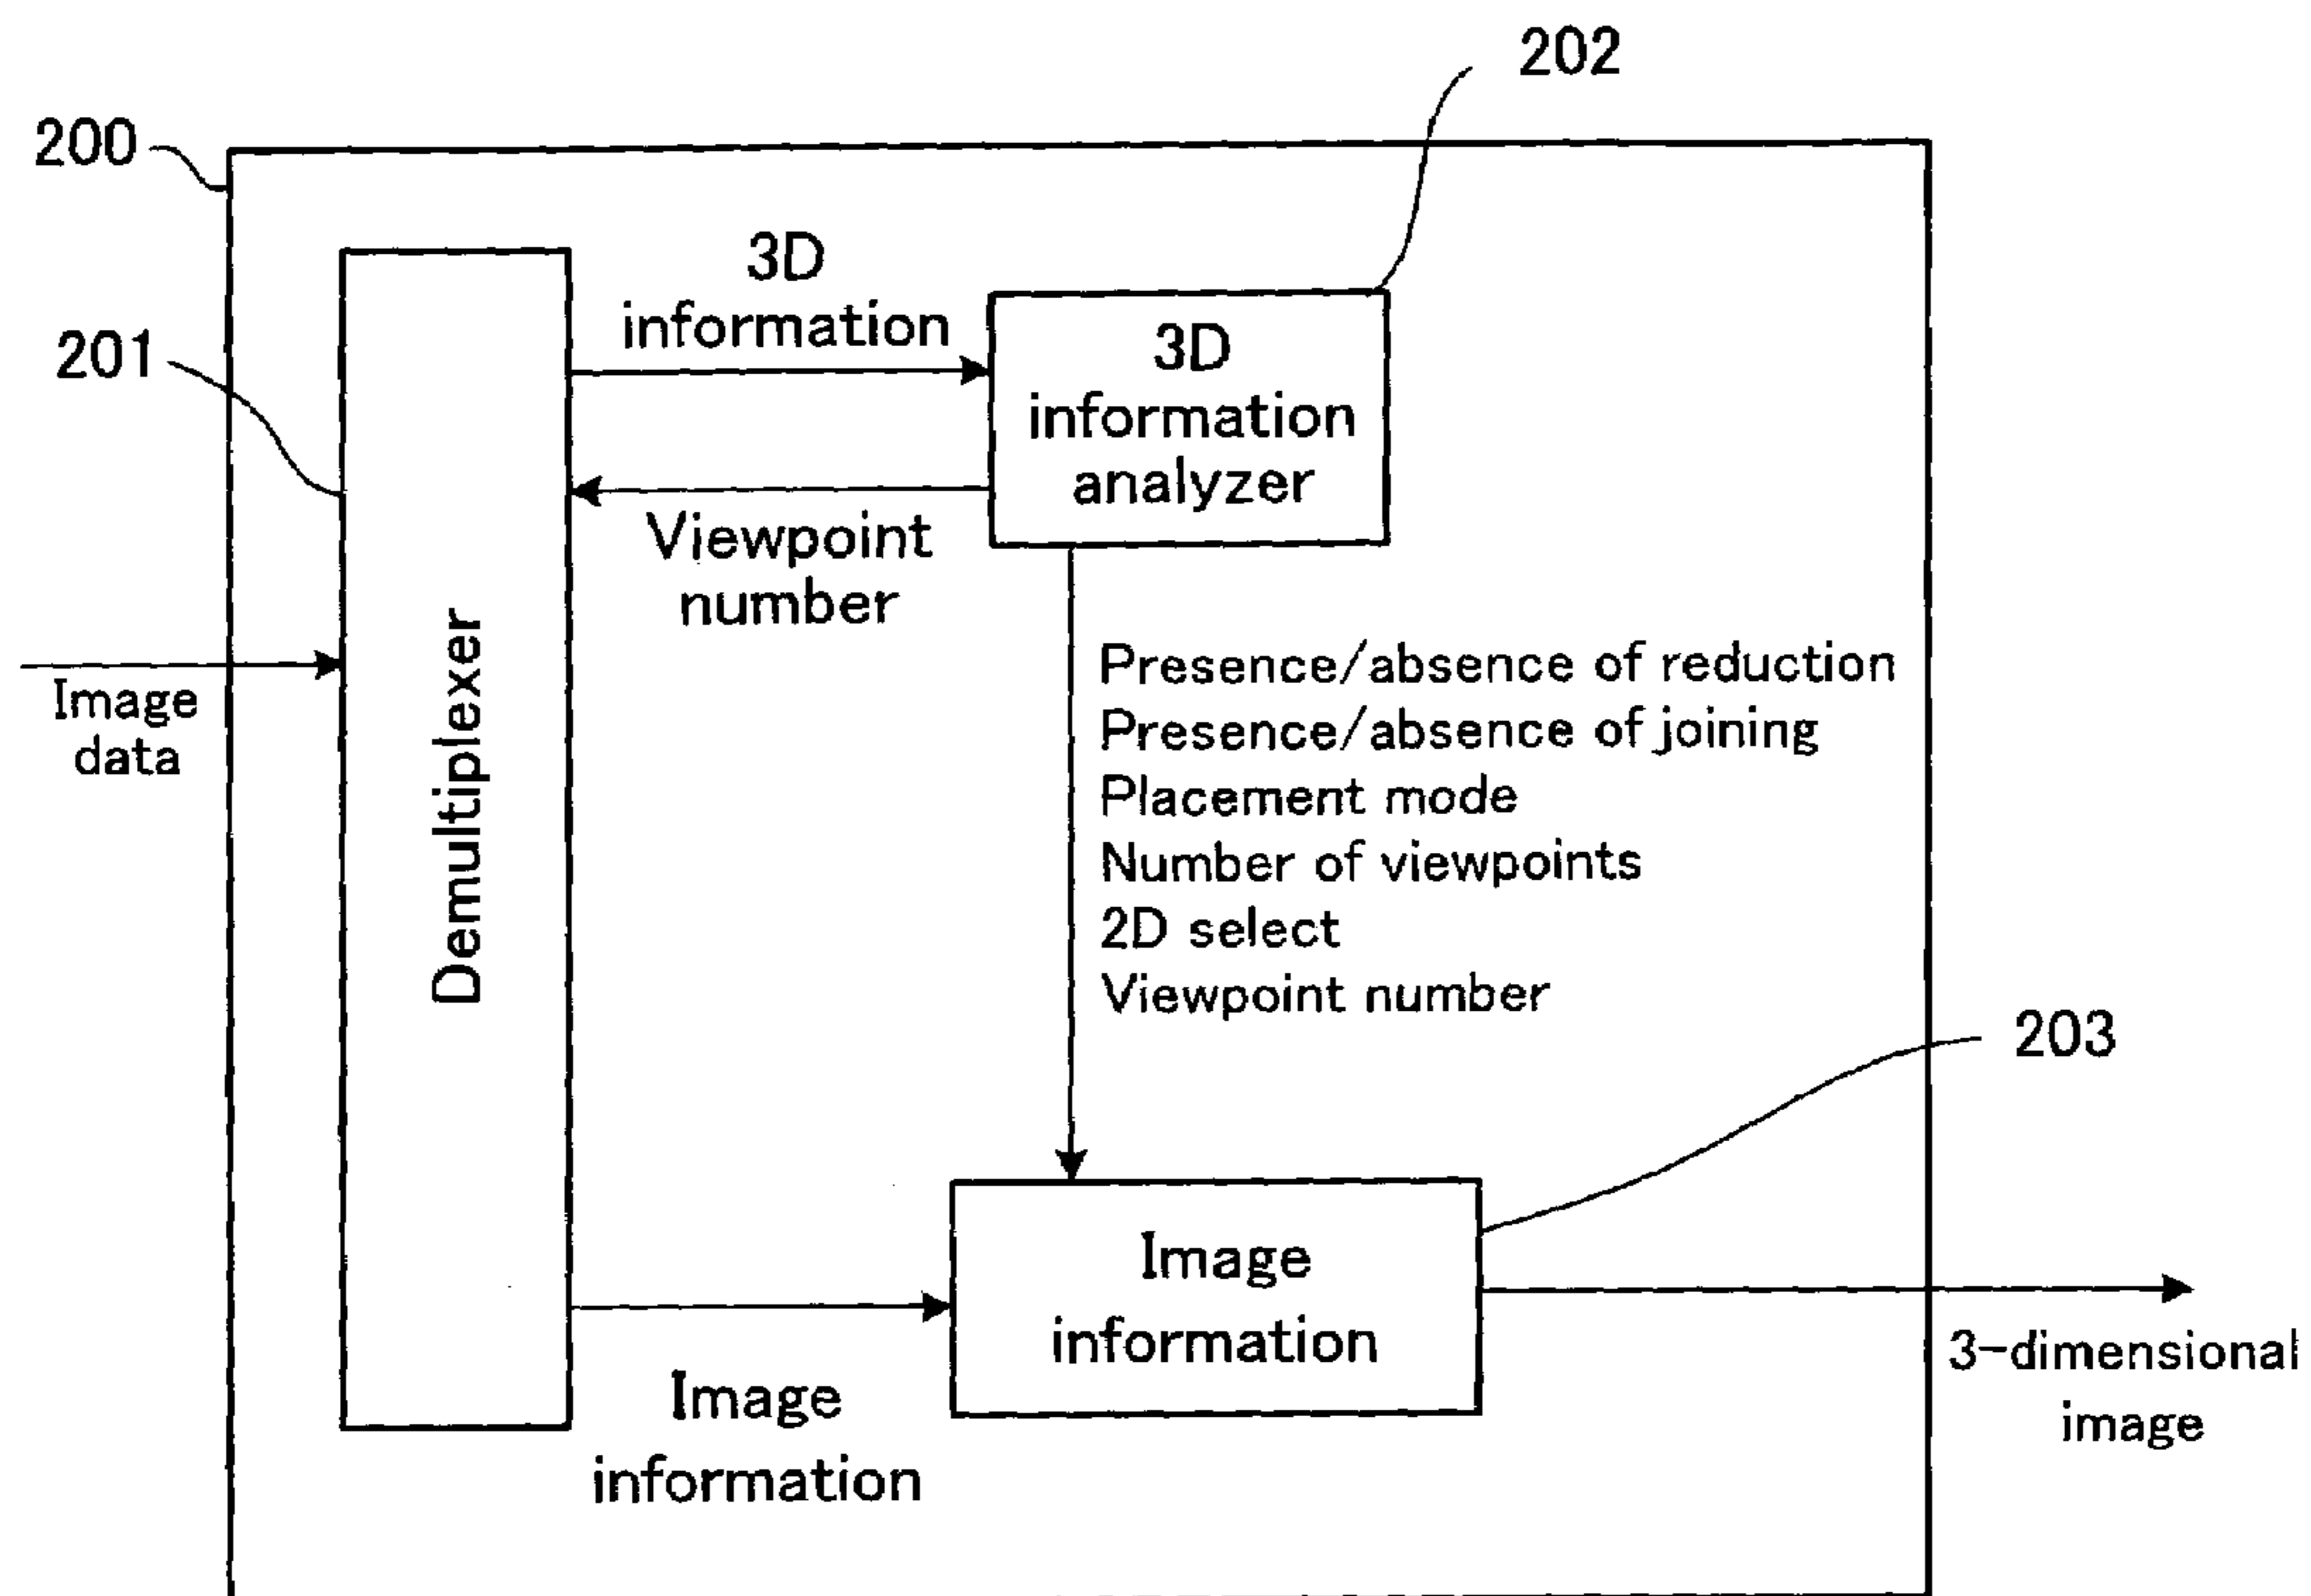 202
200
3D
information
201
3D
information
analyzer
Viewpoint
number
Presence/absence of reduction
Presence/absence of joining
Placement mode
Number of viewpoints
2D select
Viewpoint number
Image
data
Demultiplexer
203
Image
information
Image
information
3-dimensional
image